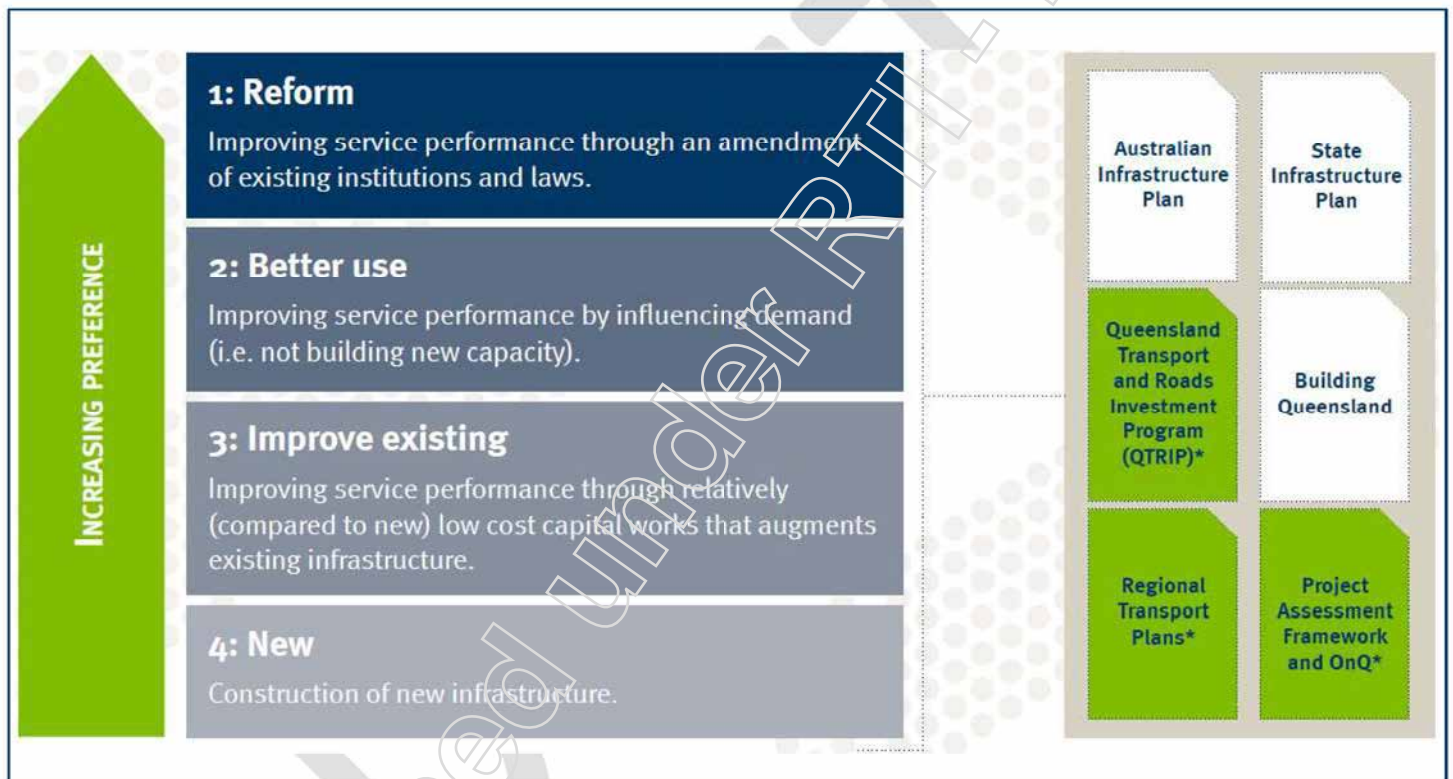 INCREASING PREFERENCE
1: Reform
Improving service performance through an amendment
of existing institutions and laws.
2: Better use
Improving service performance by influencing demand
(i.e. not building new capacity).
3: Improve existing
Improving service performance through relatively
(compared to new) low cost capital works that augments
existing infrastructure.
4: New
Construction of new infrastructure.
Australian
Infrastructure
Plan
State
Infrastructure
Plan
Queensland
Transport
and Roads
Investment
Program
(QTRIP)*
Building
Queensland
Regional
Transport
Plans*
Project
Assessment
Framework
and OnQ*
ed under RTI